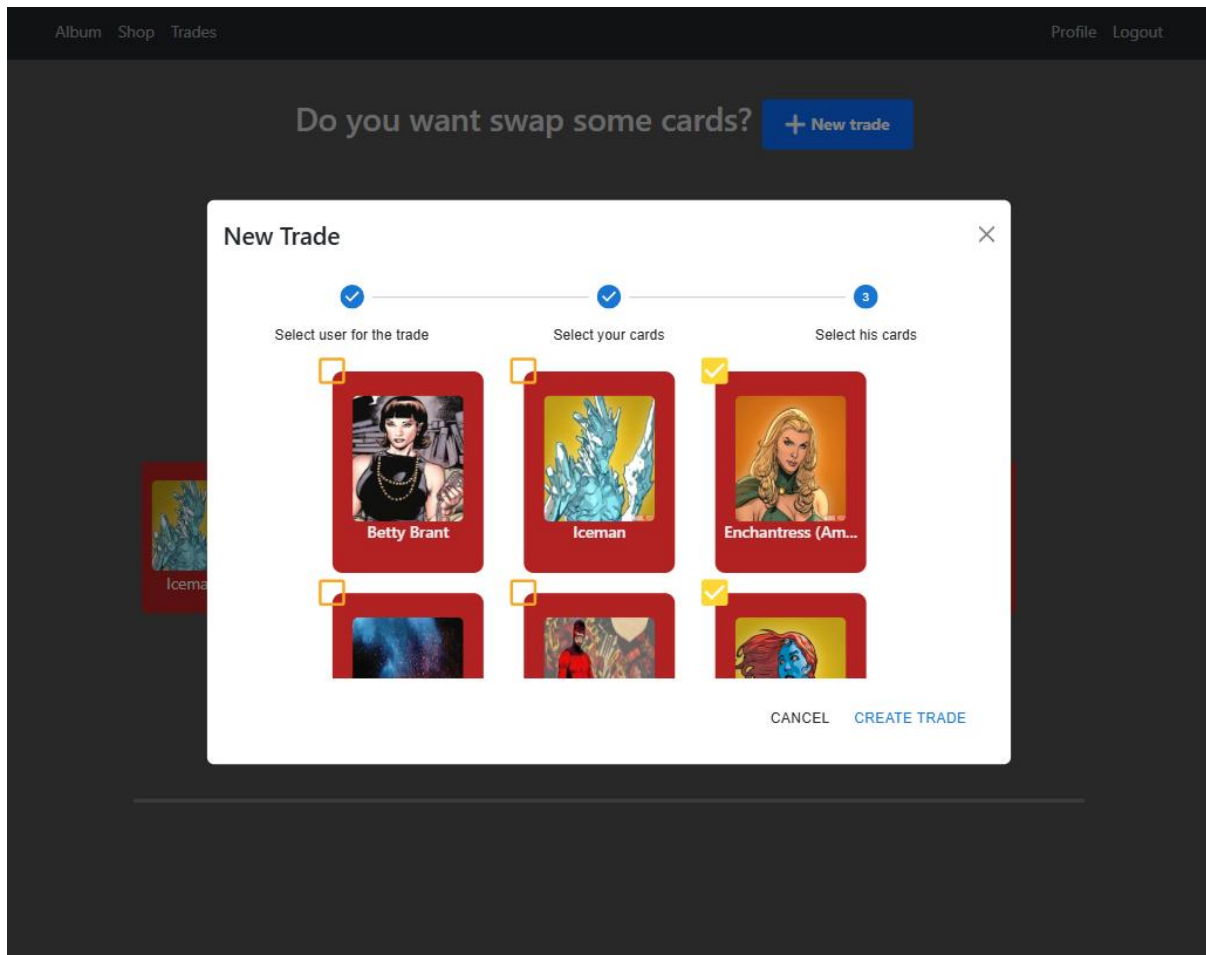 Album Shop Trades Profile Logout
Do you want swap some cards? + New trade
New Trade
3
Select user for the trade Select your cards Select his cards
Betty Brant Iceman Enchantress (Am...
Icema
CANCEL CREATE TRADE